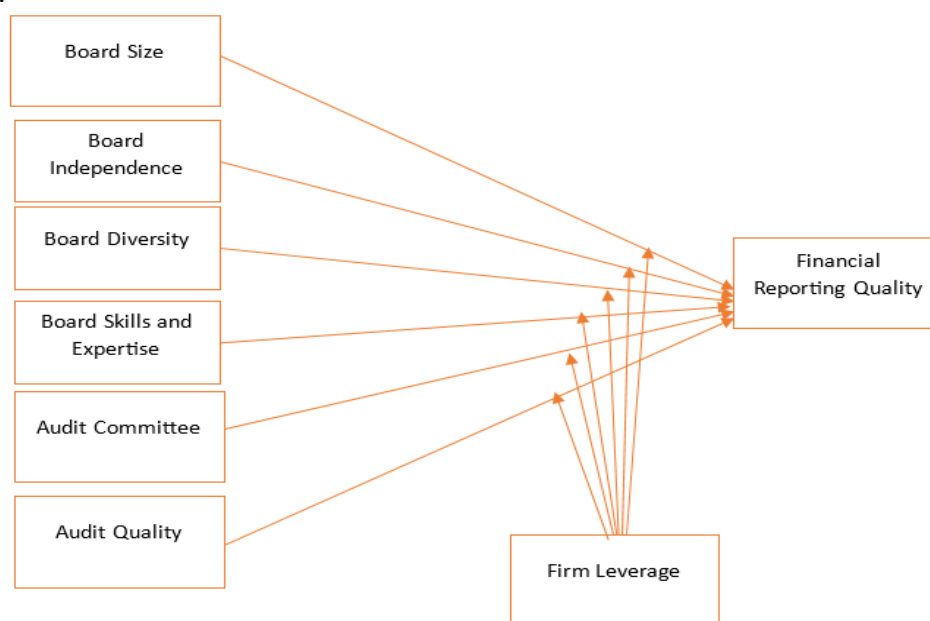 Board Size
Board
Independence
Board Diversity
Board Skills and
Expertise
Audit Committee
Audit Quality
Financial
Reporting Quality
Firm Leverage